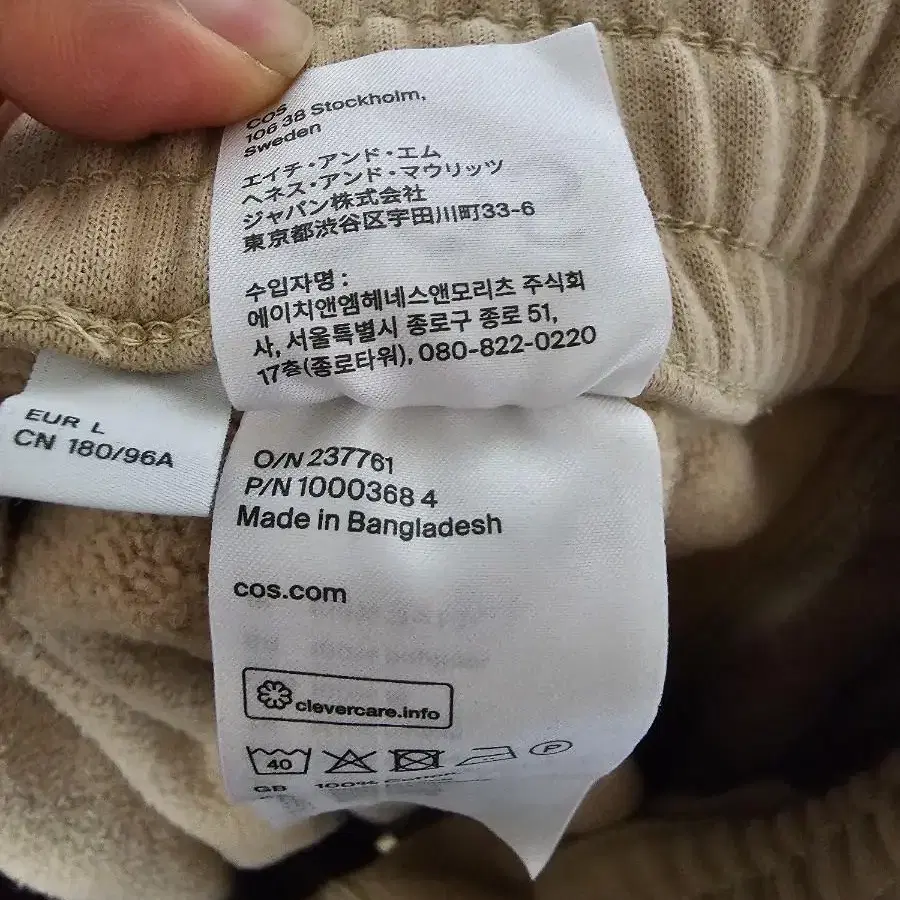 COS
106 38 Stockholm,
Sweden
エイチ・アンド・エム
ヘネス・アンド・マウリッツ
ジャパン株式会社
東京都渋谷区宇田川町33-6
수입자명 :
에이치앤엠헤네스앤모리츠 주식회
사, 서울특별시 종로구 종로 51,
17층(종로타워), 080-822-0220
EUR L
CN 180/96A
O/N 237761
P/N 1000368 4
Made in Bangladesh
cos.com
clevercare.info
40
P
GB 100% Cotton